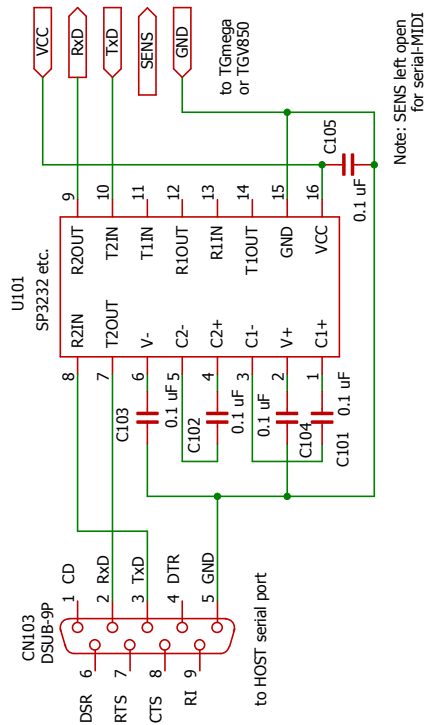 CN103
DSUB-9P
1 CD
2 RxD
3 TxD
4 DTR
5 GND
DSR 6
RTS 7
CTS 8
RI 9
to HOST serial port
U101
SP3232 etc.
8 R2IN
7 T2OUT
6 V-
5 C2-
4 C2+
3 C1-
2 V+
1 C1+
R2OUT 9
T2IN 10
T1IN 11
R1OUT 12
R1IN 13
T1OUT 14
GND 15
VCC 16
C103
0.1 uF
C102
0.1 uF
0.1 uF
C104
C101
0.1 uF
C105
0.1 uF
VCC
RxD
TxD
SENS
GND
to TGmega
or TGV850
Note: SENS left open
for serial-MIDI